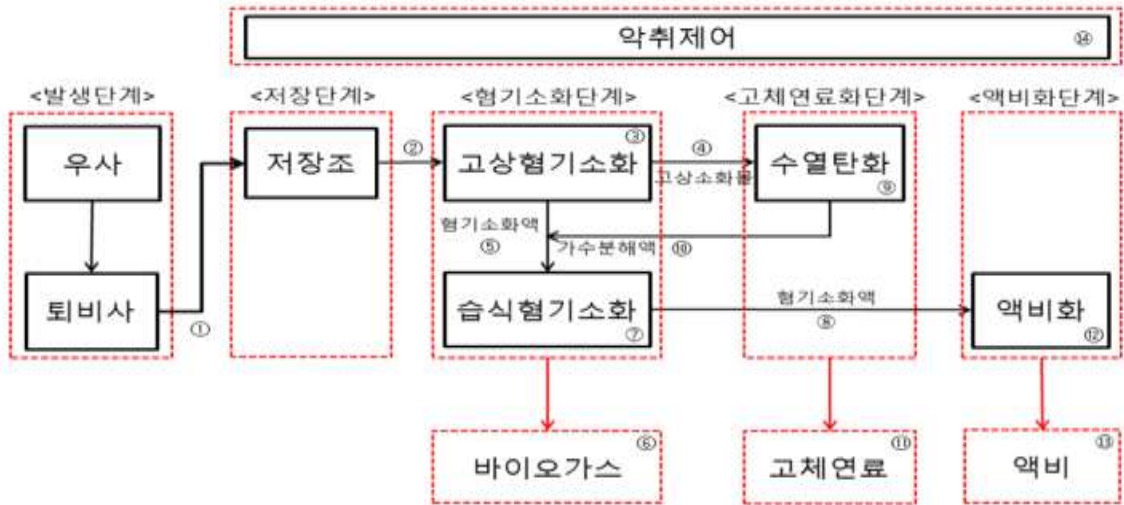 악취제어 ⑭
<발생단계> <저장단계> <혐기소화단계> <고체연료화단계> <액비화단계>
우사 저장조 ② 고상혐기소화 ③ ④ 수열탄화 ⑨
고상소화물
혐기소화액
⑤ 가수분해액 ⑩
퇴비사 ① 습식혐기소화 ⑦ 혐기소화액 ⑧ 액비화 ⑫
바이오가스 ⑥ 고체연료 ⑪ 액비 ⑬